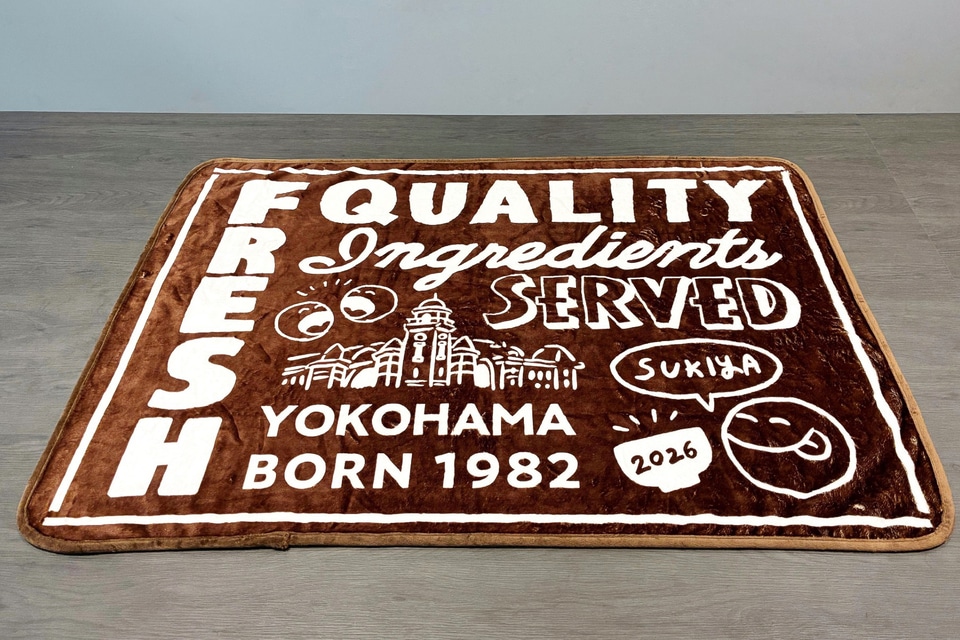 FRESH
QUALITY
Ingredients
SERVED
SUKIYA
YOKOHAMA
BORN 1982
2026